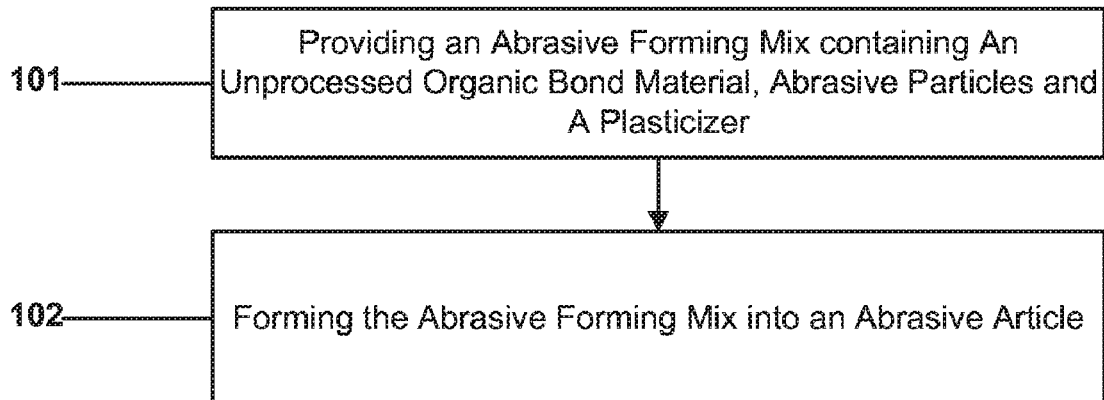 101
Providing an Abrasive Forming Mix containing An
Unprocessed Organic Bond Material, Abrasive Particles and
A Plasticizer
102
Forming the Abrasive Forming Mix into an Abrasive Article